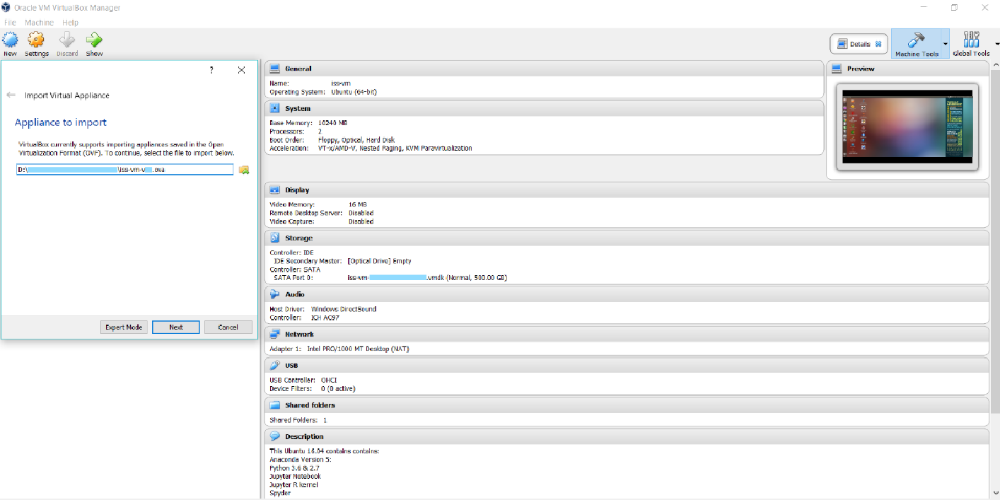 Oracle VM VirtualBox Manager
File Machine Help
New Settings Discard Show
Details
Machine Tools
Global Tools
?
Import Virtual Appliance
Appliance to import
VirtualBox currently supports importing appliances saved in the Open
Virtualization Format (OVF). To continue, select the file to import below.
D:\ \iss-vm-v .ova
Expert Mode Next Cancel
General
Name: iss-vm
Operating System: Ubuntu (64-bit)
System
Base Memory: 10240 MB
Processors: 2
Boot Order: Floppy, Optical, Hard Disk
Acceleration: VT-x/AMD-V, Nested Paging, KVM Paravirtualization
Preview
Display
Video Memory: 16 MB
Remote Desktop Server: Disabled
Video Capture: Disabled
Storage
Controller: IDE
IDE Secondary Master: [Optical Drive] Empty
Controller: SATA
SATA Port 0: iss-vm- .vmdk (Normal, 500.00 GB)
Audio
Host Driver: Windows DirectSound
Controller: ICH AC97
Network
Adapter 1: Intel PRO/1000 MT Desktop (NAT)
USB
USB Controller: OHCI
Device Filters: 0 (0 active)
Shared folders
Shared Folders: 1
Description
This Ubuntu 16.04 contains contains:
Anaconda Version 5:
Python 3.6 & 2.7
Jupyter Notebook
Jupyter R kernel
Spyder